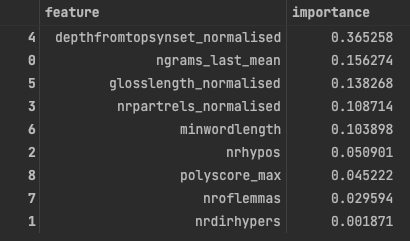 feature importance
4 depthfromtopsynset_normalised 0.365258
0 ngrams_last_mean 0.156274
5 glosslength_normalised 0.138268
3 nrpartrels_normalised 0.108714
6 minwordlength 0.103898
2 nrhypos 0.050901
8 polyscore_max 0.045222
7 nroflemmas 0.029594
1 nrdirhypers 0.001871